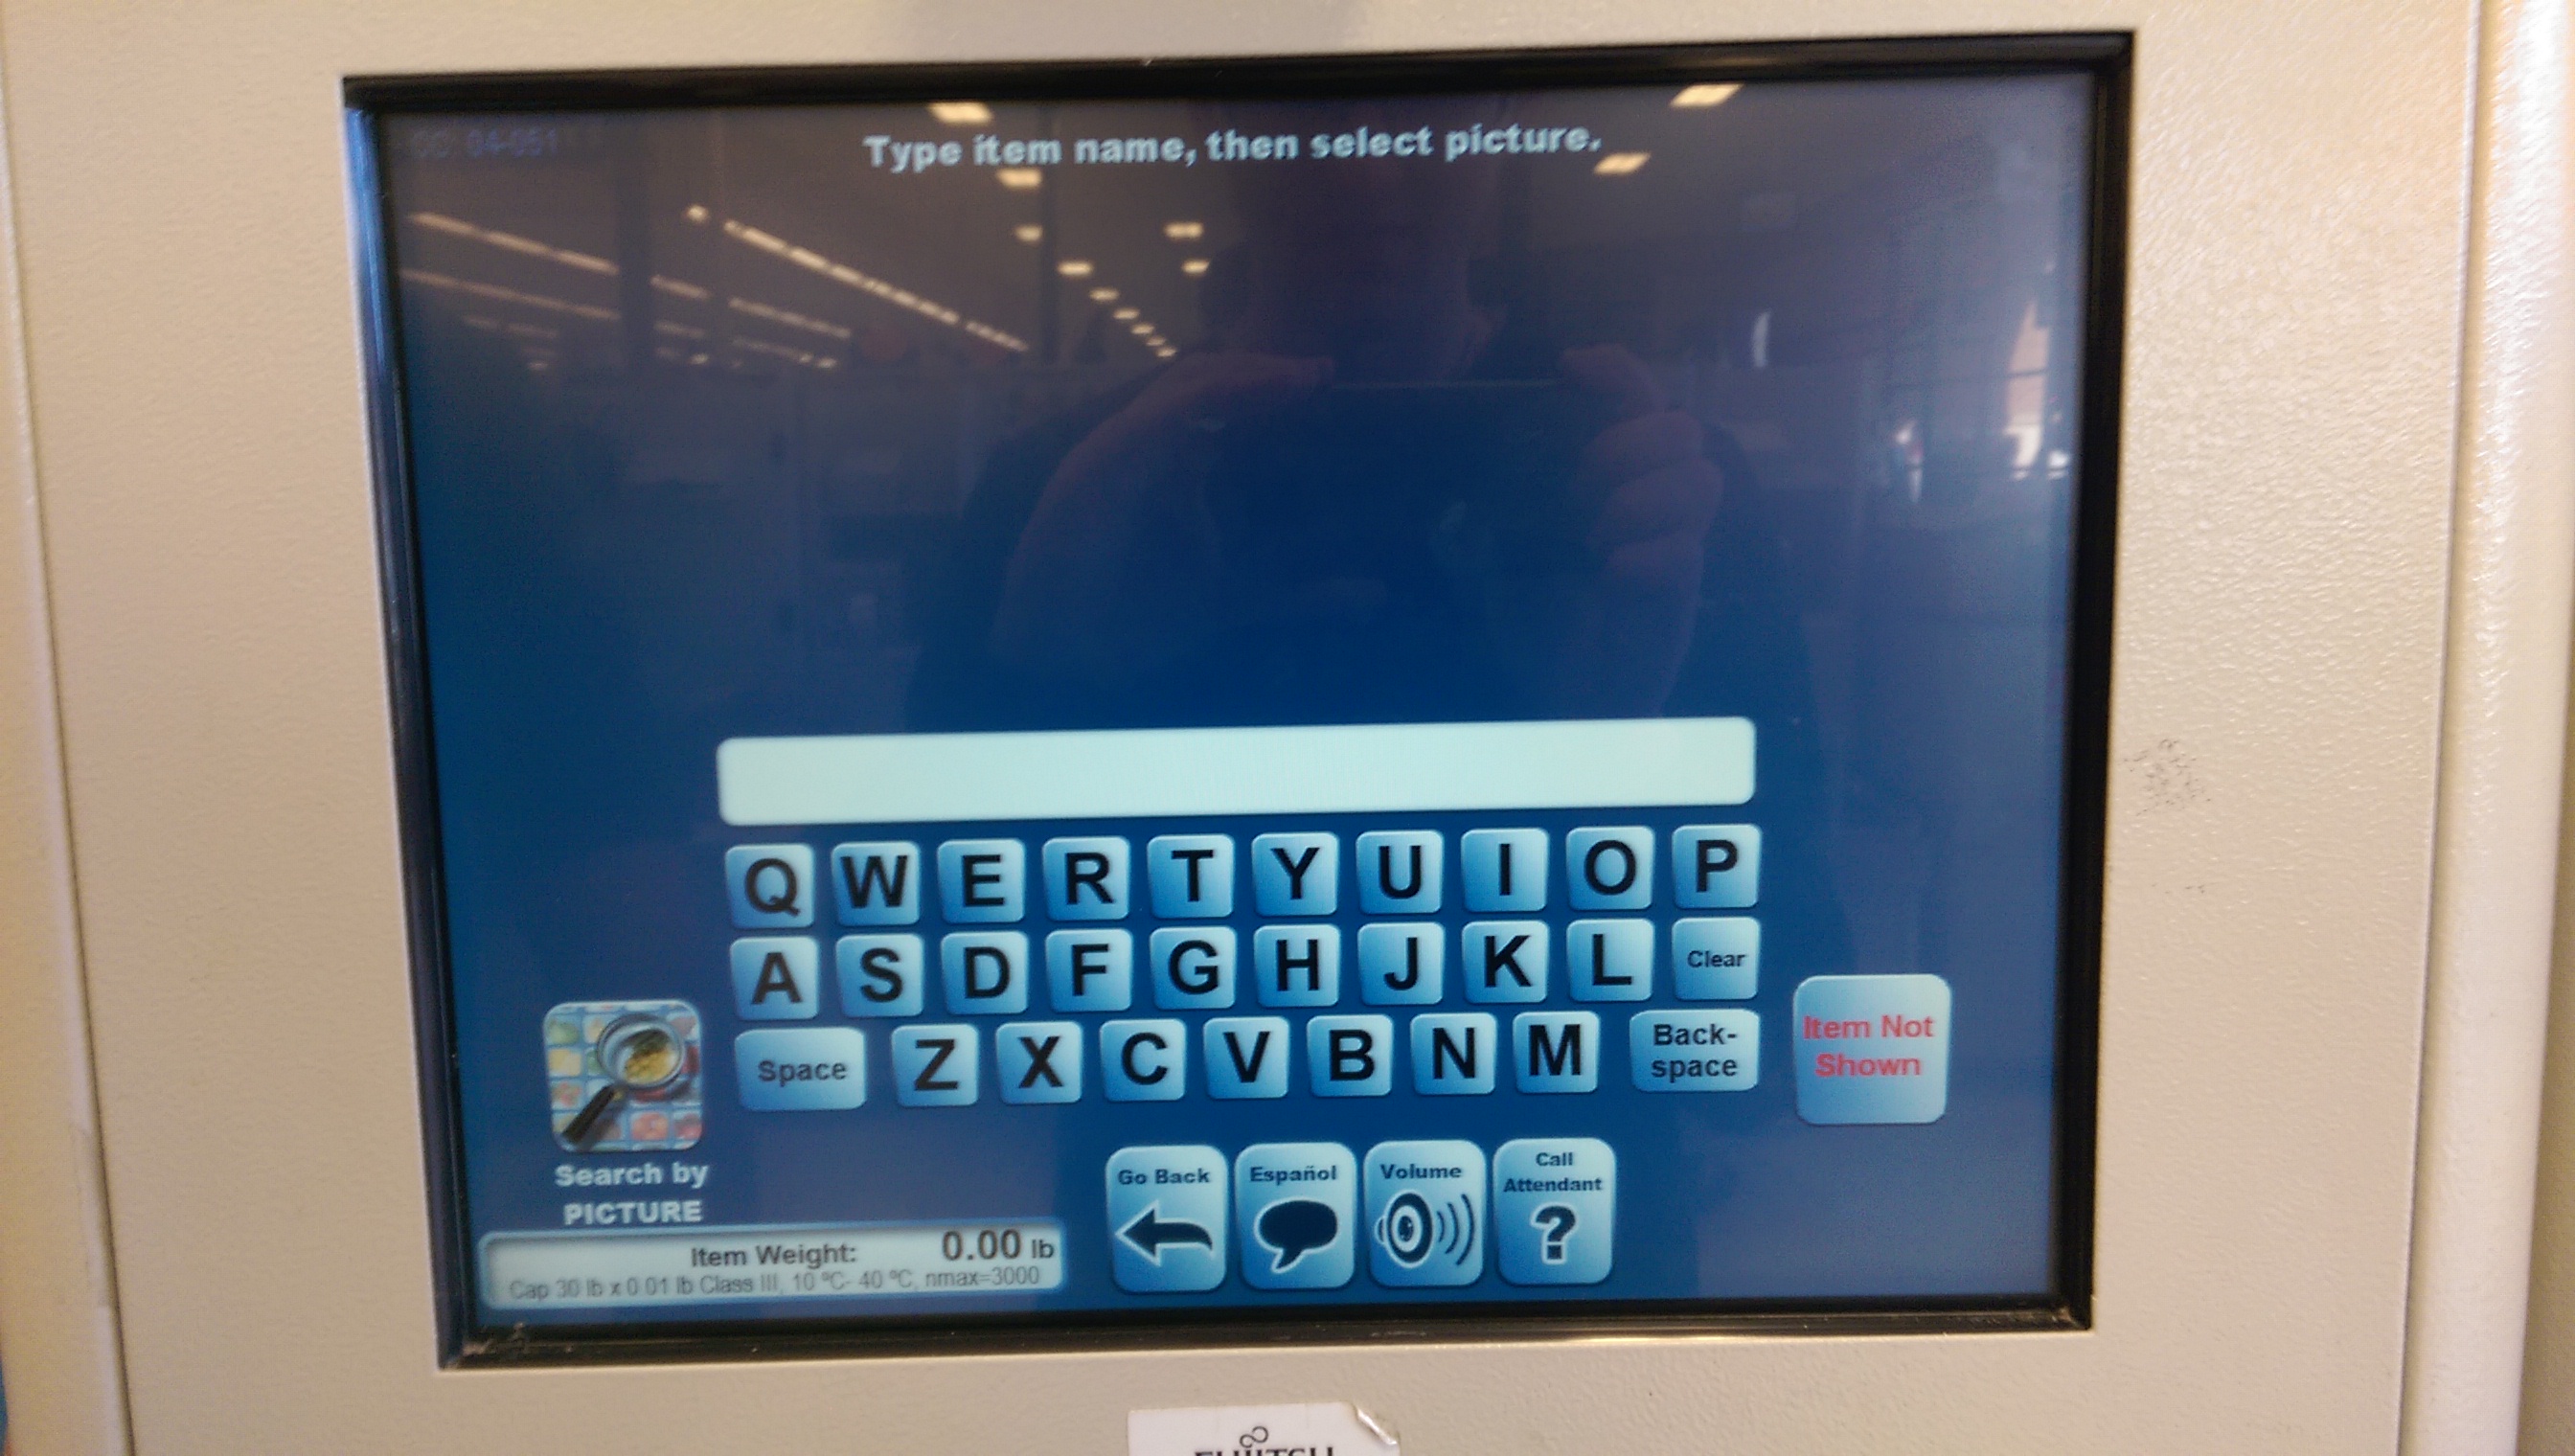 Type item name, then select picture.
Q W E R T Y U I O P
A S D F G H J K L Clear
Space Z X C V B N M Back-
space
Item Not
Shown
Search by
PICTURE
Go Back
Español
Volume
Call
Attendant
?
Item Weight: 0.00 lb
Cap 30 lb x 0.01 lb Class III, 10 °C- 40 °C, nmax=3000
FUJITSU